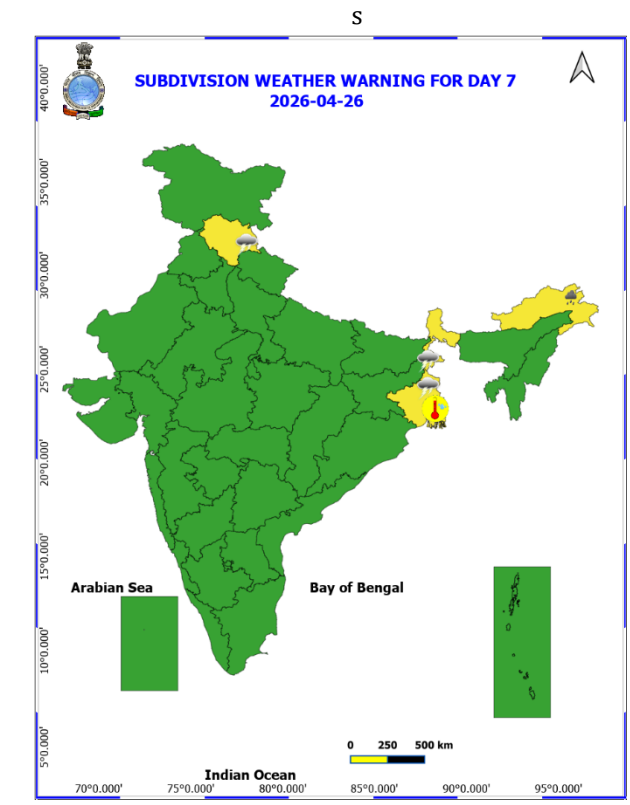 s
SUBDIVISION WEATHER WARNING FOR DAY 7
2026-04-26
40°0.000'
35°0.000'
30°0.000'
25°0.000'
20°0.000'
15°0.000'
10°0.000'
5°0.000'
Arabian Sea
Bay of Bengal
0 250 500 km
Indian Ocean
70°0.000' 75°0.000' 80°0.000' 85°0.000' 90°0.000' 95°0.000'